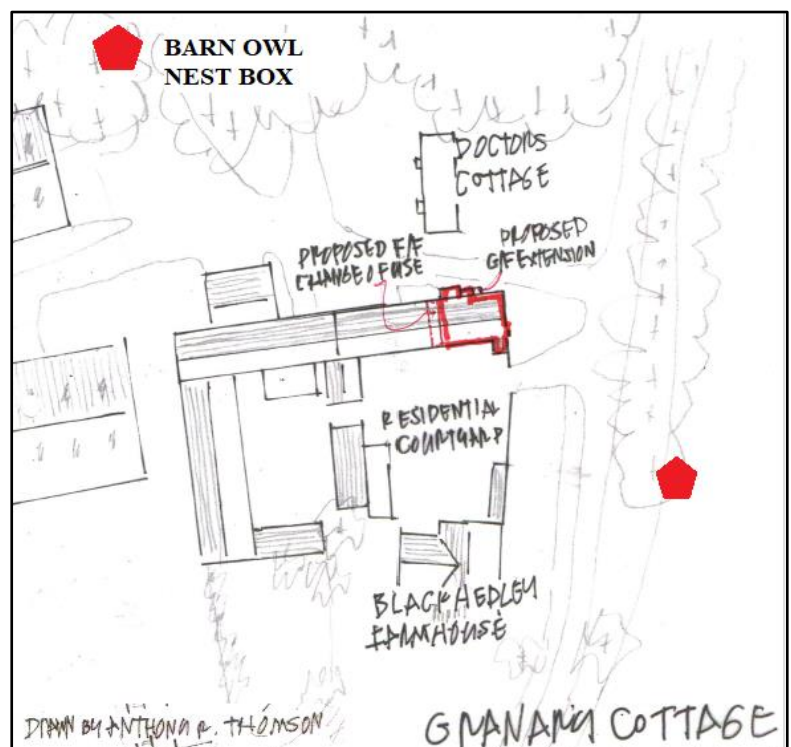 BARN OWL
NEST BOX
DOCTORS
COTTAGE
PROPOSED F/F
CHANGE OF USE
PROPOSED
G/F EXTENSION
RESIDENTIAL
COURTYARD
BLACKHEDLEY
FARMHOUSE
DRAWN BY ANTHONY R. THOMSON
GRANARY COTTAGE